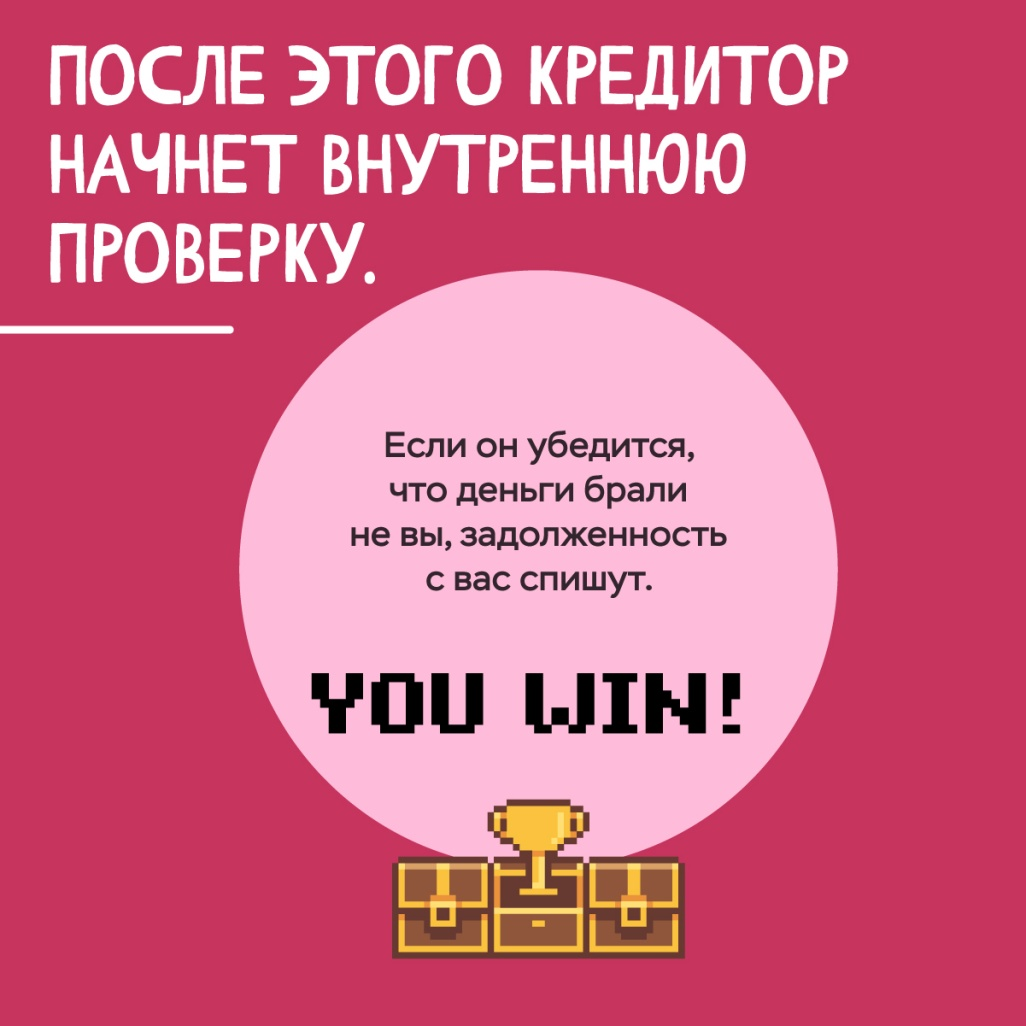 ПОСЛЕ ЭТОГО КРЕДИТОР
НАЧНЕТ ВНУТРЕННЮЮ
ПРОВЕРКУ.
Если он убедится,
что деньги брали
не вы, задолженность
с вас спишут.
YOU WIN!